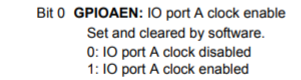 Bit 0 GPIOAEN: IO port A clock enable
Set and cleared by software.
0: IO port A clock disabled
1: IO port A clock enabled